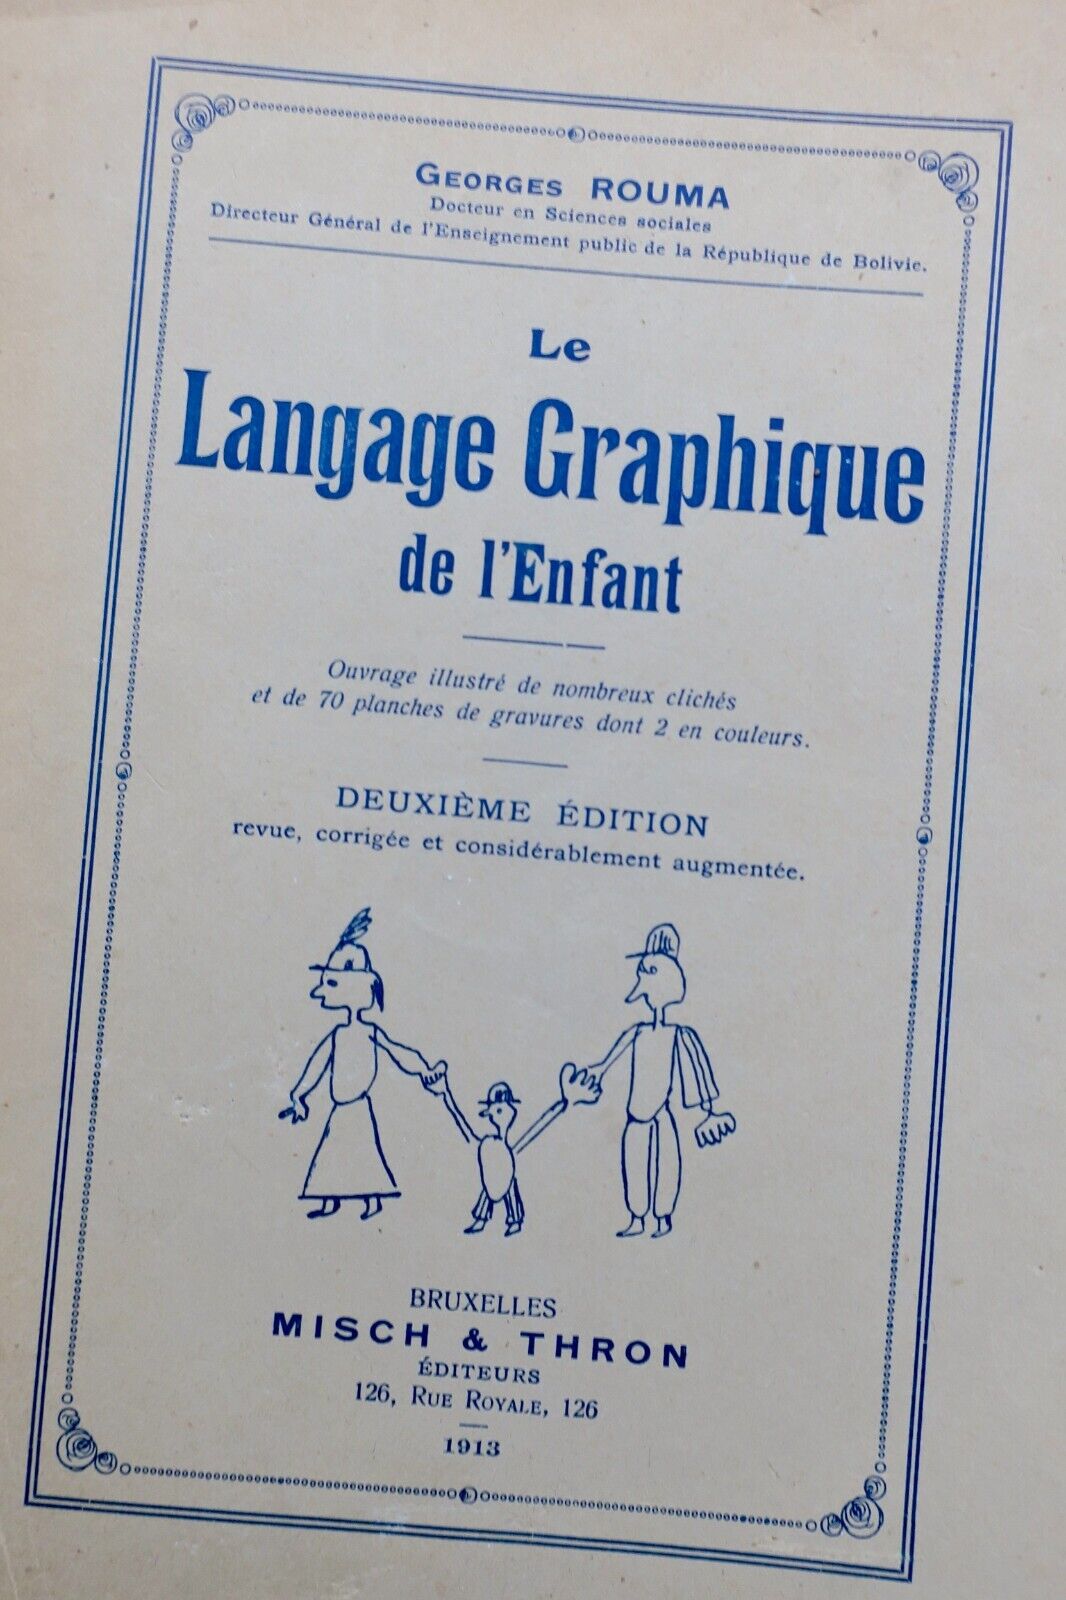 GEORGES ROUMA
Docteur en Sciences sociales
Directeur Général de l'Enseignement public de la République de Bolivie.
Le
Langage Graphique
de l'Enfant
Ouvrage illustré de nombreux clichés
et de 70 planches de gravures dont 2 en couleurs.
DEUXIÈME ÉDITION
revue, corrigée et considérablement augmentée.
BRUXELLES
MISCH & THRON
ÉDITEURS
126, RUE ROYALE, 126
1913